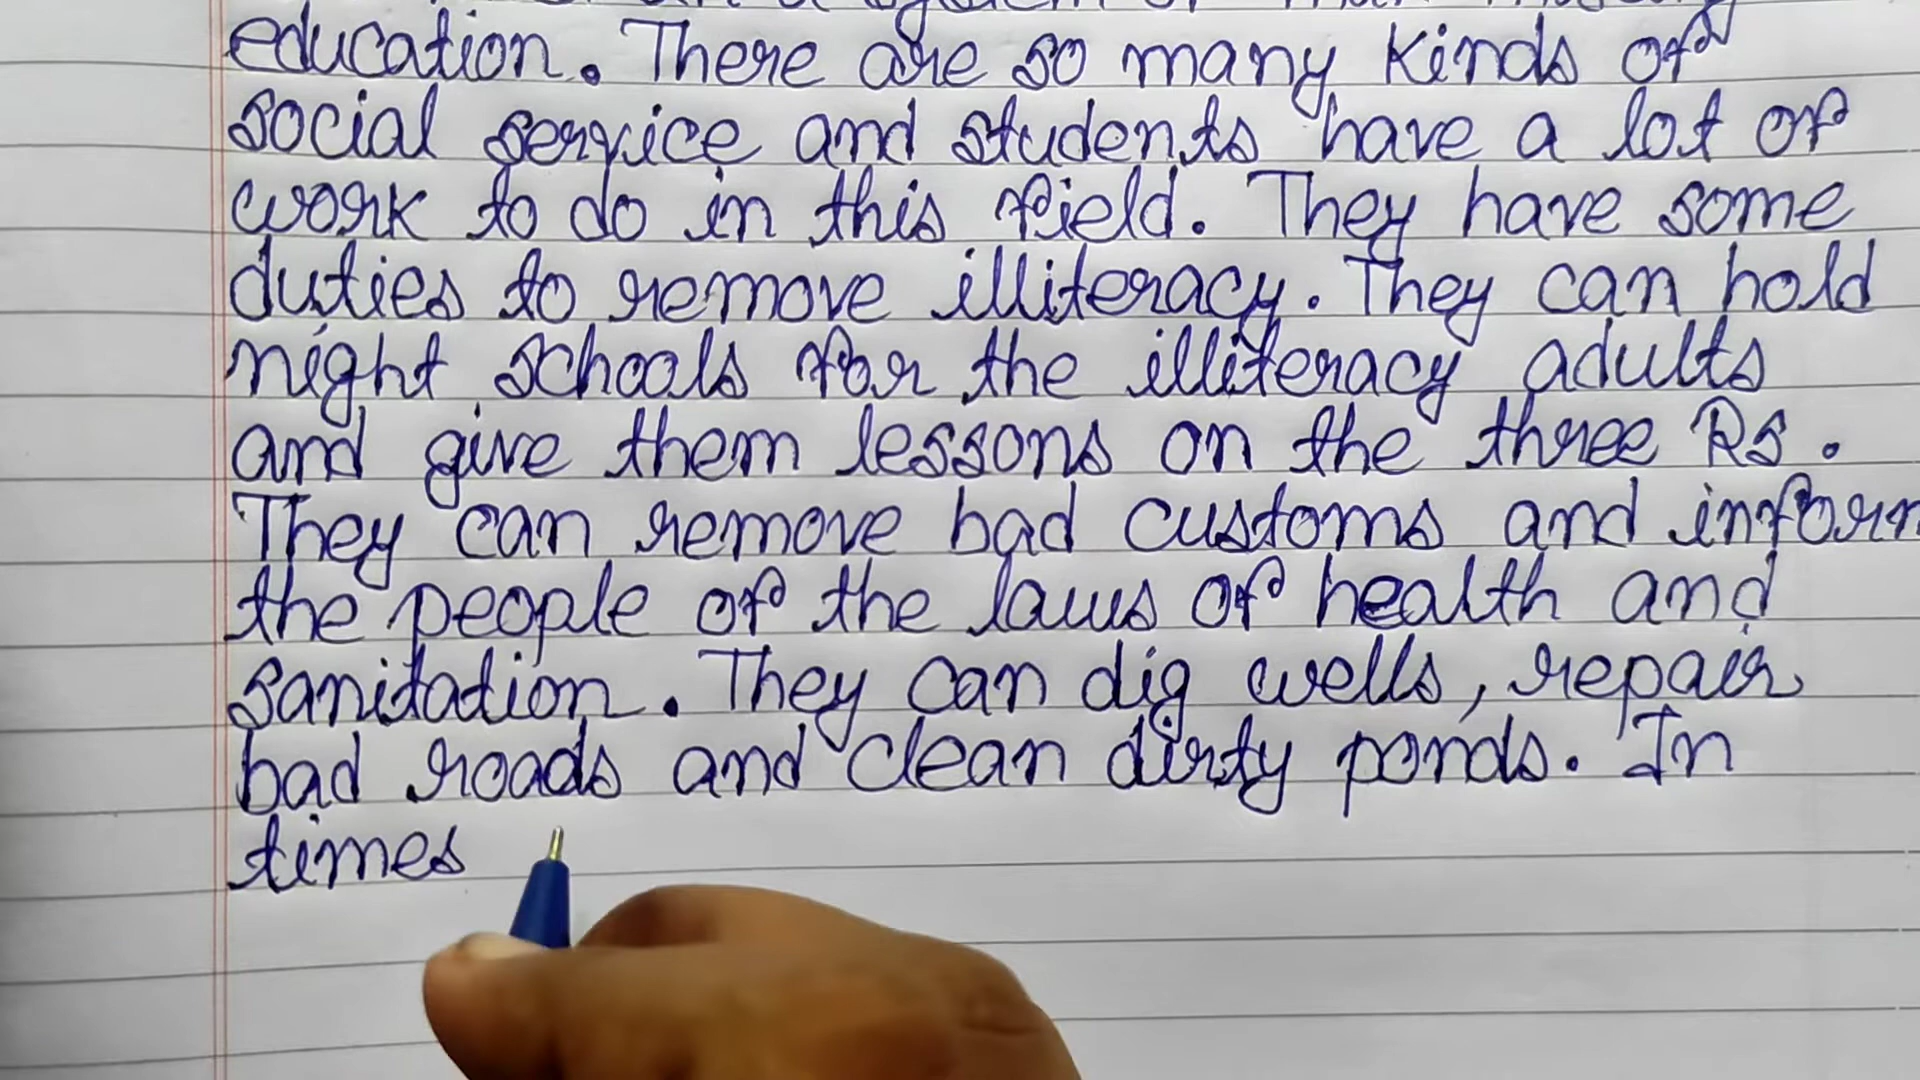 education. There are so many kinds of
social service and students have a lot of
work to do in this field. They have some
duties to remove illiteracy. They can hold
night schools for the illiteracy adults
and give them lessons on the three Rs.
They can remove bad customs and inform
the people of the laws of health and
sanitation. They can dig wells, repair
bad roads and clean dirty ponds. In
times